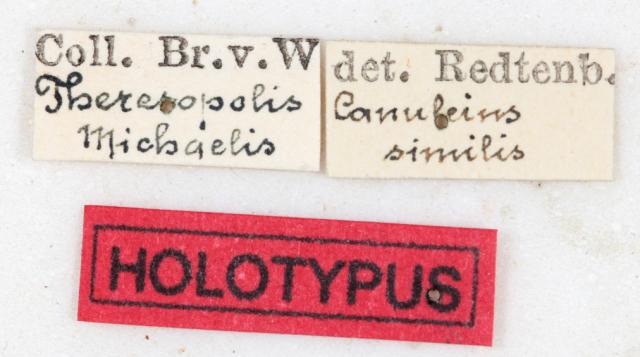 Coll. Br.v.W
Theresopolis
Michaelis
det. Redtenb.
Canuleius
similis
HOLOTYPUS